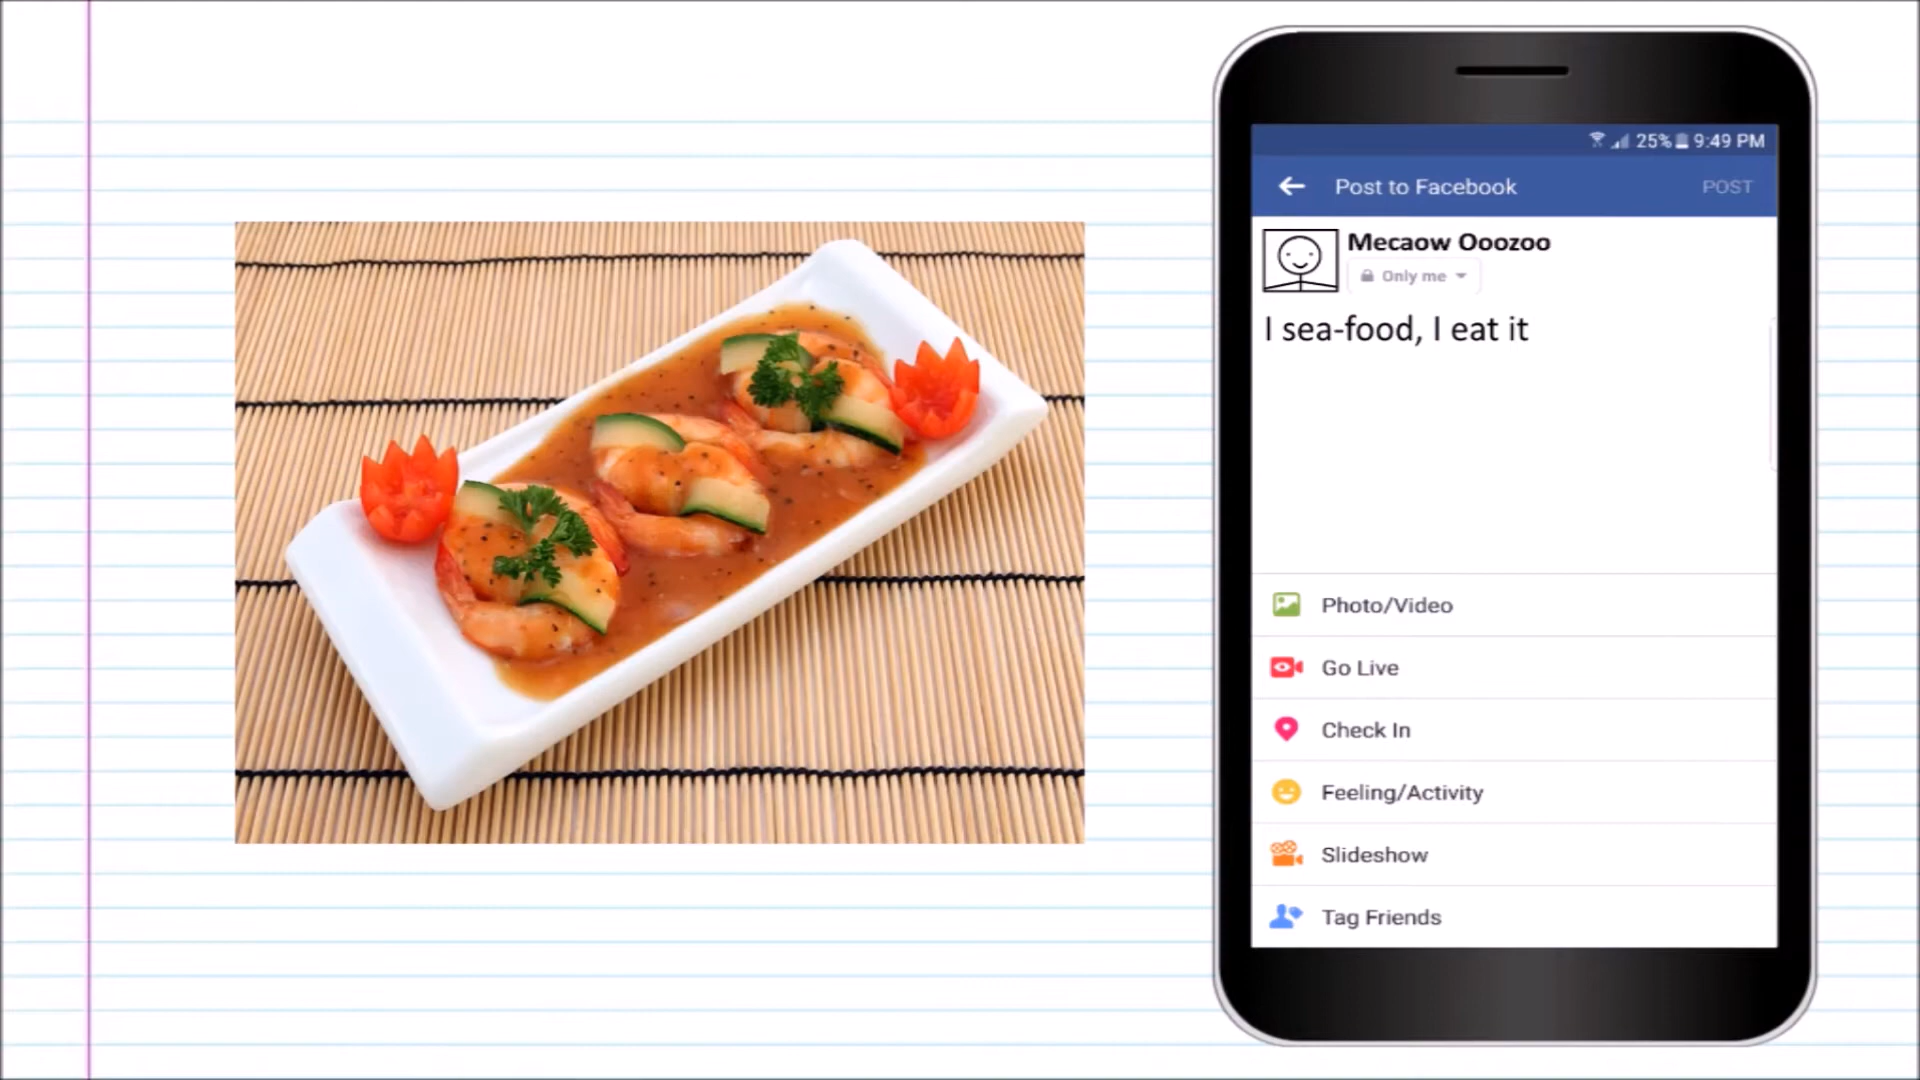 25% 9:49 PM
Post to Facebook POST
Mecaow Ooozoo
Only me
I sea-food, I eat it
Photo/Video
Go Live
Check In
Feeling/Activity
Slideshow
Tag Friends